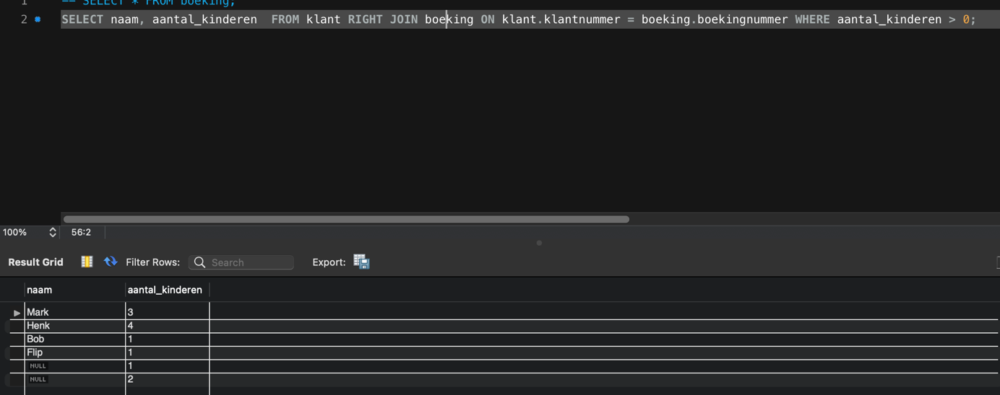 1 -- SELECT * FROM boeking;
2 SELECT naam, aantal_kinderen  FROM klant RIGHT JOIN boeking ON klant.klantnummer = boeking.boekingnummer WHERE aantal_kinderen > 0;
100% 56:2
Result Grid Filter Rows: Search Export:
naam aantal_kinderen
Mark 3
Henk 4
Bob 1
Flip 1
NULL 1
NULL 2